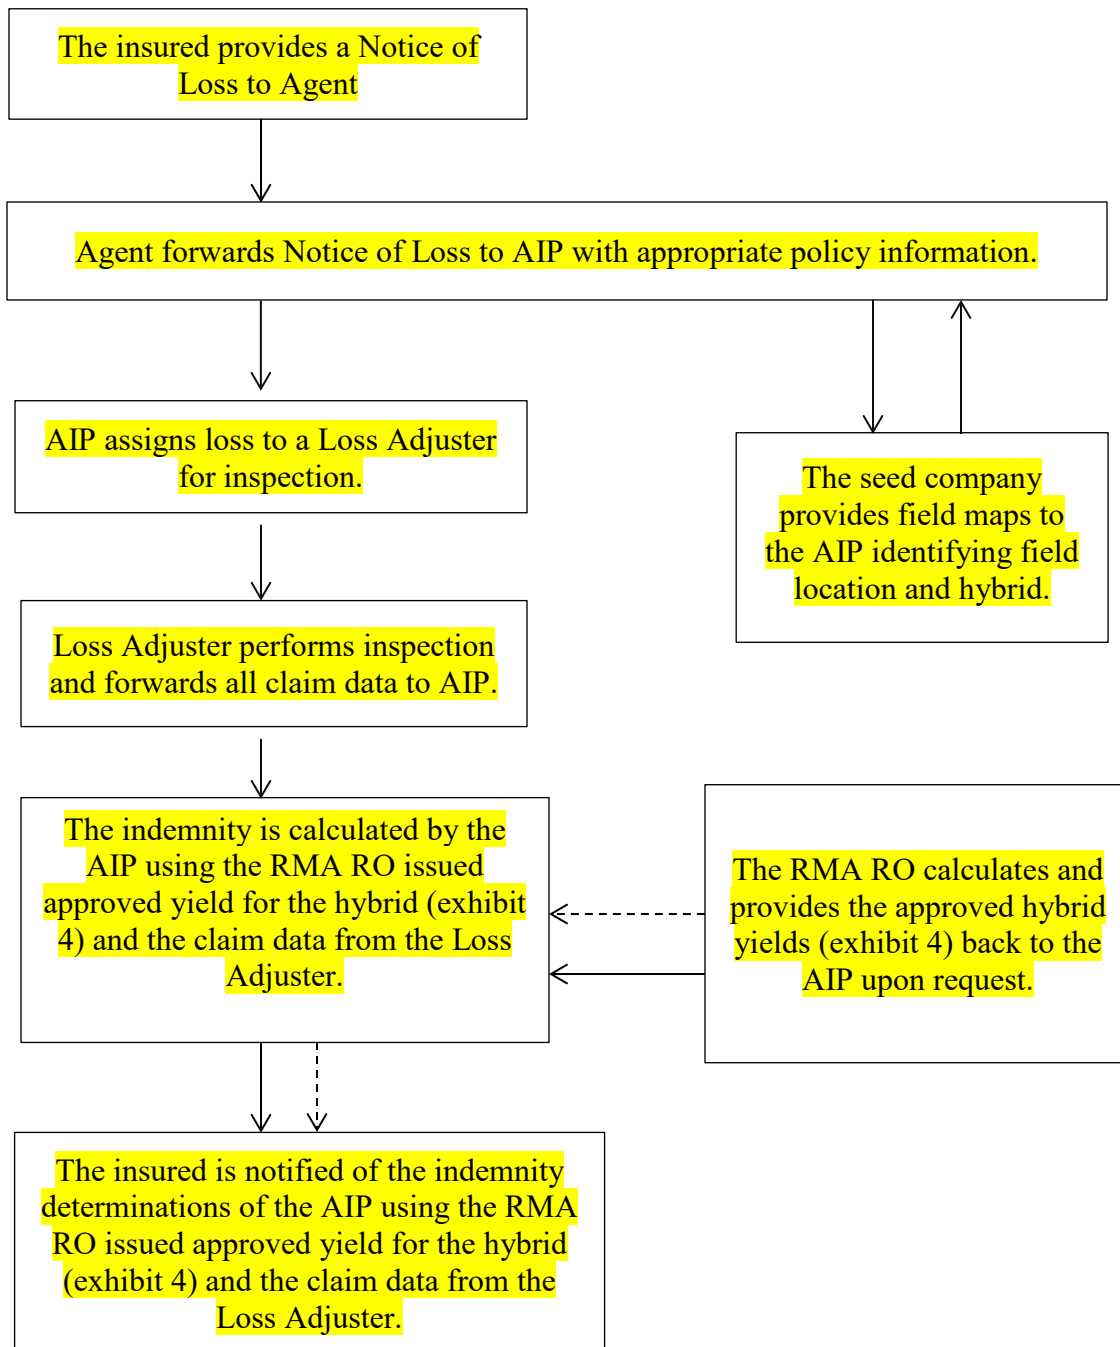 The insured provides a Notice of
Loss to Agent
Agent forwards Notice of Loss to AIP with appropriate policy information.
AIP assigns loss to a Loss Adjuster
for inspection.
The seed company
provides field maps to
the AIP identifying field
location and hybrid.
Loss Adjuster performs inspection
and forwards all claim data to AIP.
The indemnity is calculated by the
AIP using the RMA RO issued
approved yield for the hybrid (exhibit
4) and the claim data from the Loss
Adjuster.
The RMA RO calculates and
provides the approved hybrid
yields (exhibit 4) back to the
AIP upon request.
The insured is notified of the indemnity
determinations of the AIP using the RMA
RO issued approved yield for the hybrid
(exhibit 4) and the claim data from the
Loss Adjuster.